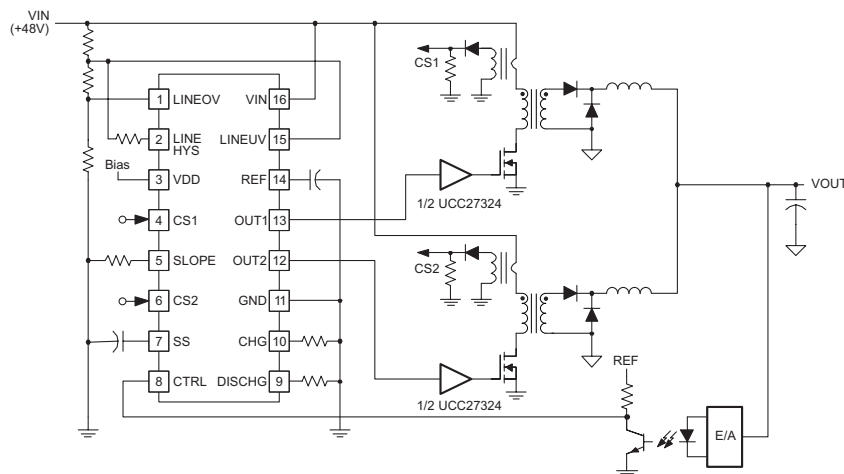 VIN
(+48V)
CS1
1 LINEOV VIN 16
2 LINE HYS LINEUV 15
Bias
3 VDD REF 14
4 CS1 OUT1 13
5 SLOPE OUT2 12
6 CS2 GND 11
7 SS CHG 10
8 CTRL DISCHG 9
1/2 UCC27324
VOUT
CS2
1/2 UCC27324
REF
E/A